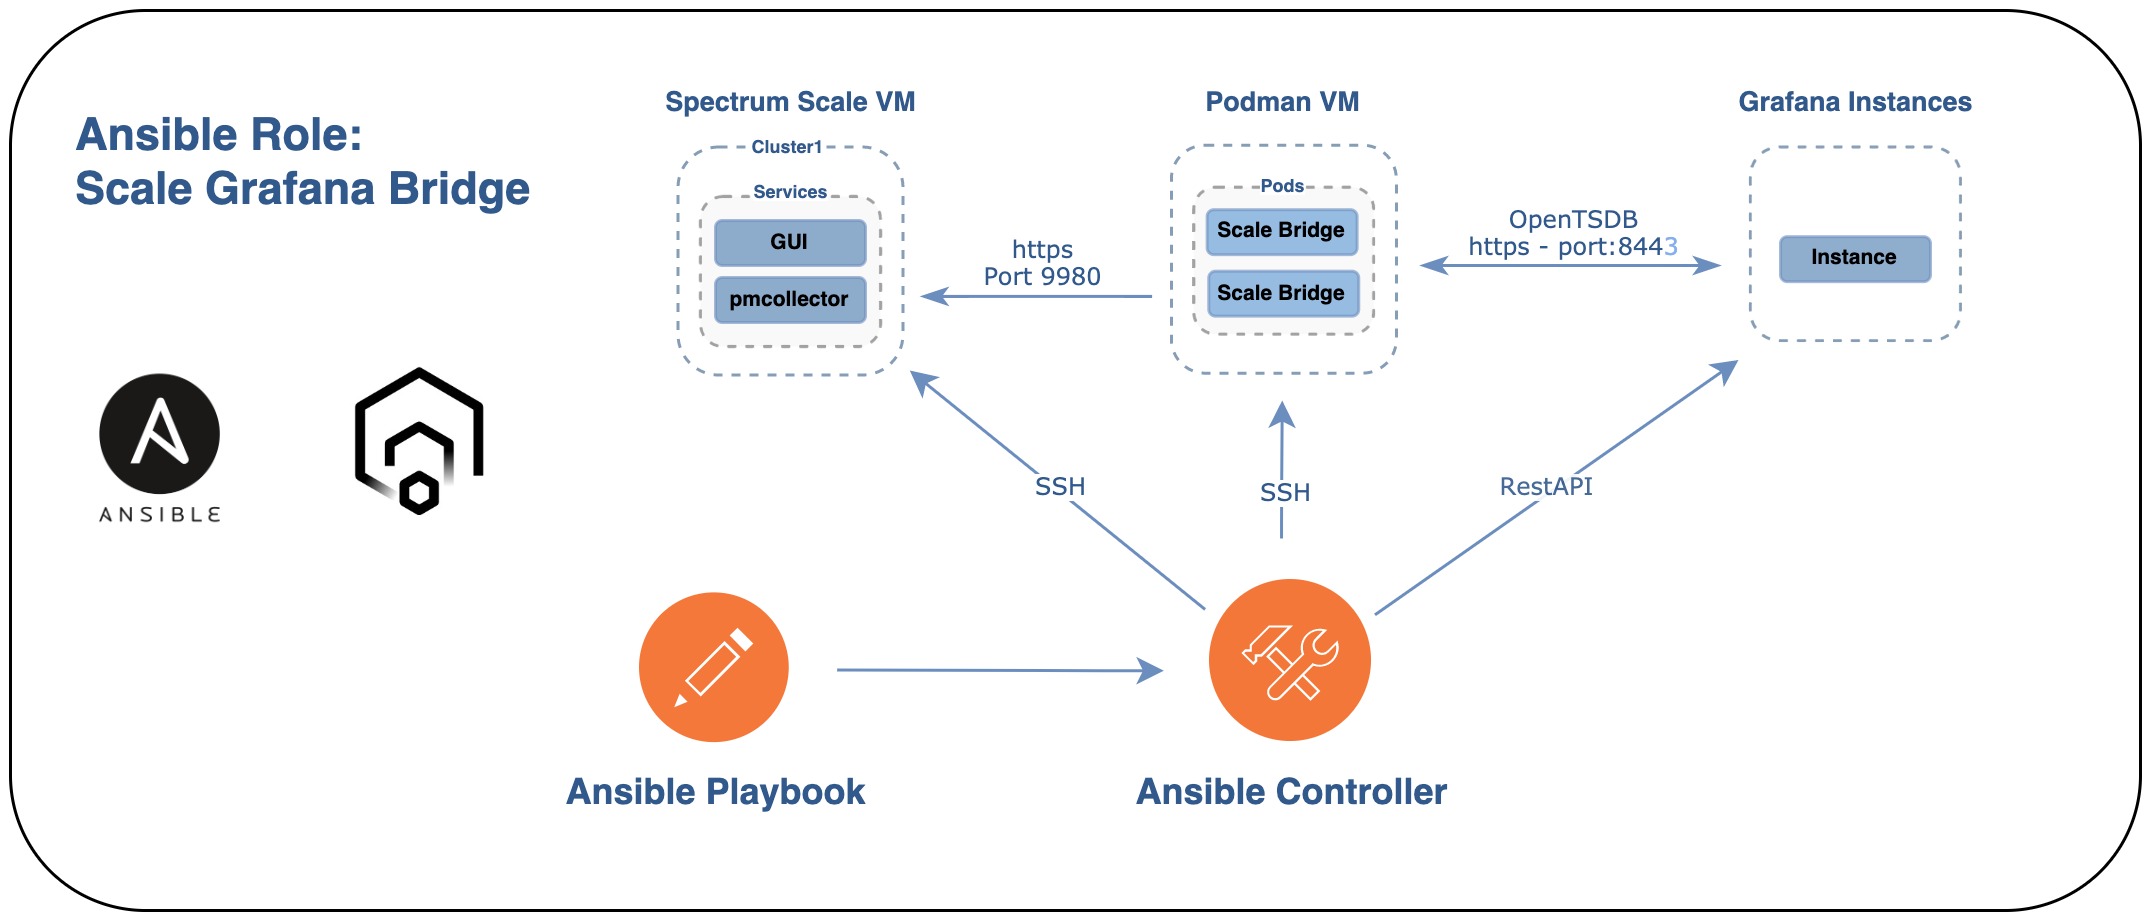 Ansible Role:
Scale Grafana Bridge
ANSIBLE
Spectrum Scale VM
Cluster1
Services
GUI
pmcollector
https
Port 9980
Podman VM
Pods
Scale Bridge
Scale Bridge
OpenTSDB
https - port:8443
Grafana Instances
Instance
SSH
SSH
RestAPI
Ansible Playbook
Ansible Controller